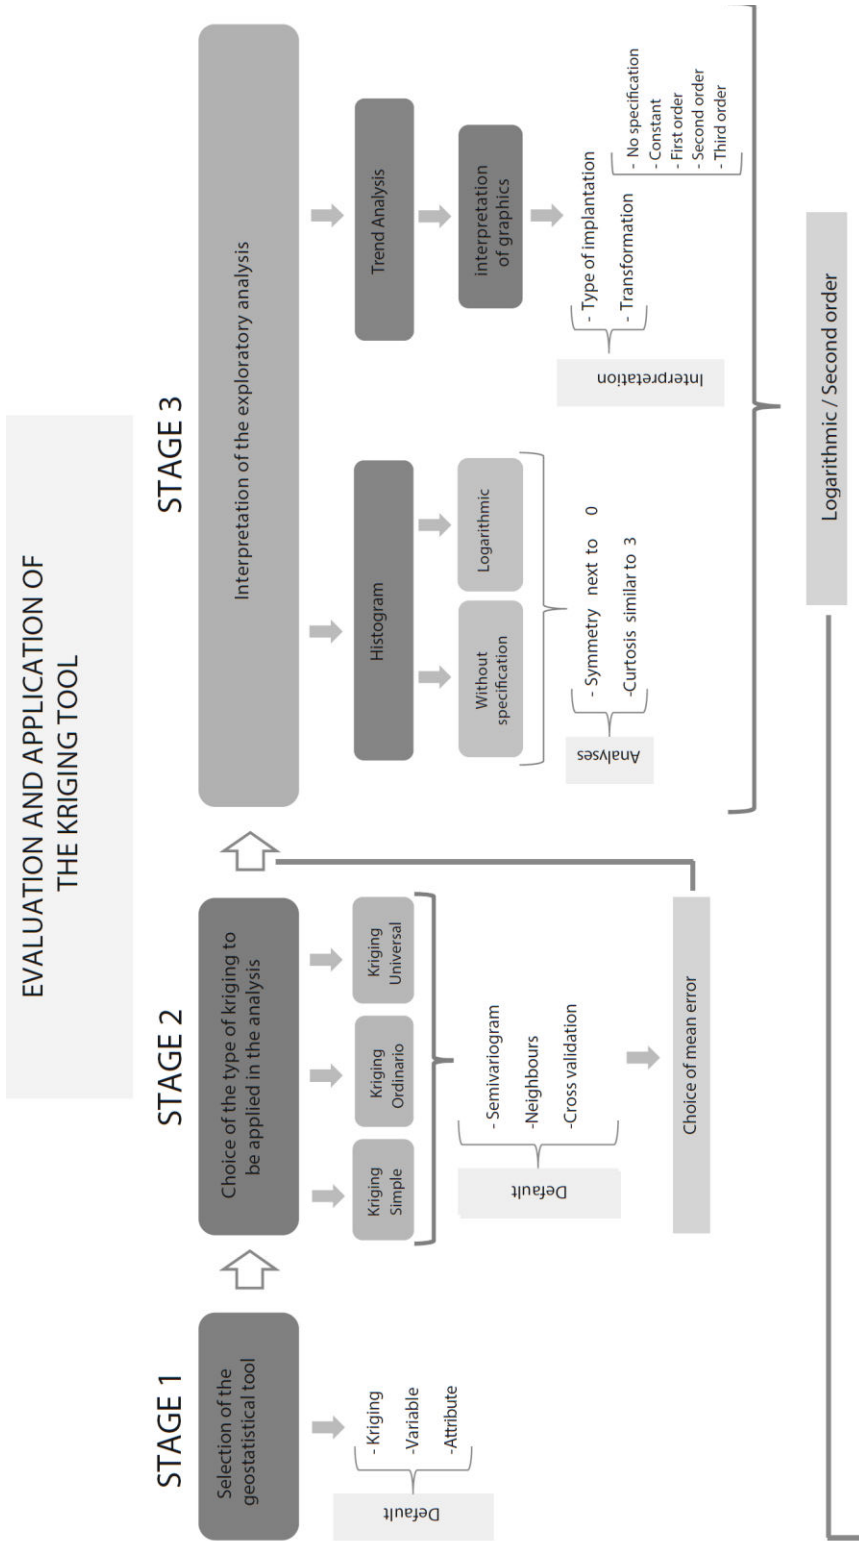 EVALUATION AND APPLICATION OF
THE KRIGING TOOL
STAGE 1
Selection of the
geostatistical tool
Default
- Kriging
-Variable
-Attribute
STAGE 2
Choice of the type of kriging to
be applied in the analysis
Kriging
Simple
Kriging
Ordinario
Kriging
Universal
Default
- Semivariogram
-Neighbours
-Cross validation
Choice of mean error
STAGE 3
Interpretation of the exploratory analysis
Histogram
Without
specification
Logarithmic
Analyses
- Symmetry next to 0
-Curtosis similar to 3
Trend Analysis
interpretation
of graphics
Interpretation
- Type of implantation
- Transformation
- No specification
- Constant
- First order
- Second order
- Third order
Logarithmic / Second order